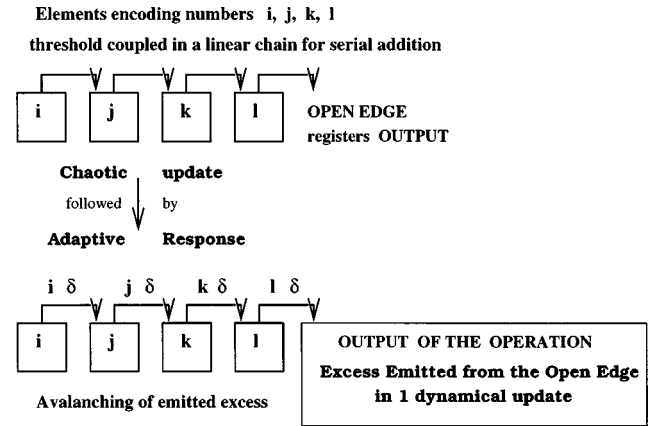 Elements encoding numbers i, j, k, l
threshold coupled in a linear chain for serial addition
i j k l OPEN EDGE
registers OUTPUT
Chaotic update
followed by
Adaptive Response
i δ j δ k δ l δ
i j k l OUTPUT OF THE OPERATION
Excess Emitted from the Open Edge
in 1 dynamical update
Avalanching of emitted excess